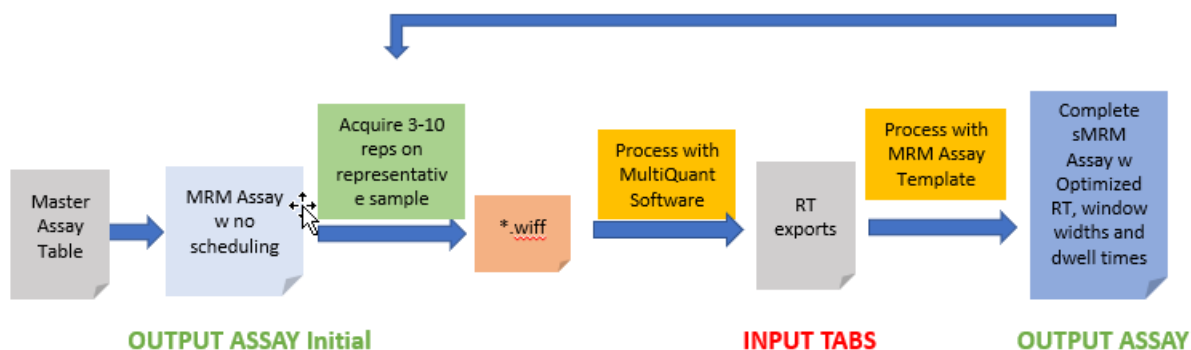 Master
Assay
Table
MRM Assay
w no
scheduling
Acquire 3-10
reps on
representativ
e sample
*.wiff
Process with
MultiQuant
Software
RT
exports
Process with
MRM Assay
Template
Complete
sMRM
Assay w
Optimized
RT, window
widths and
dwell times
OUTPUT ASSAY Initial
INPUT TABS
OUTPUT ASSAY